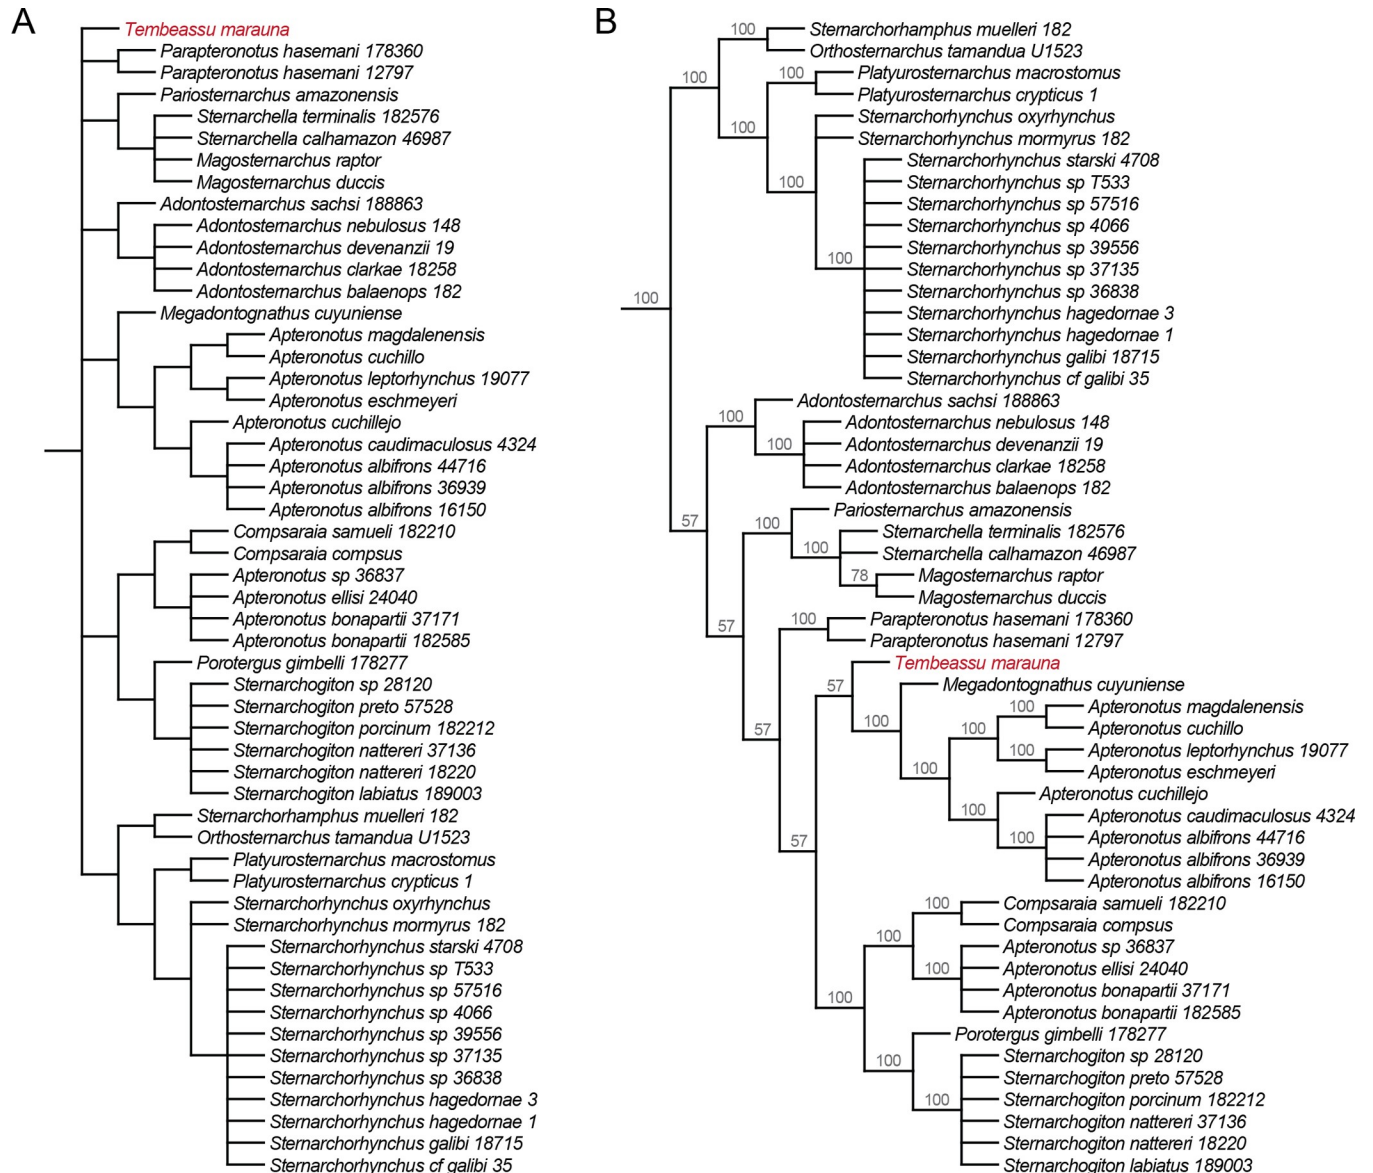 A
Tembeassu marauna
Parapteronotus hasemani 178360
Parapteronotus hasemani 12797
Pariosternarchus amazonensis
Sternarchella terminalis 182576
Sternarchella calhamazon 46987
Magosternarchus raptor
Magosternarchus duccis
Adontosternarchus sachsi 188863
Adontosternarchus nebulosus 148
Adontosternarchus devenanzii 19
Adontosternarchus clarkae 18258
Adontosternarchus balaenops 182
Megadontognathus cuyuniense
Apteronotus magdalenensis
Apteronotus cuchillo
Apteronotus leptorhynchus 19077
Apteronotus eschmeyeri
Apteronotus cuchillejo
Apteronotus caudimaculosus 4324
Apteronotus albifrons 44716
Apteronotus albifrons 36939
Apteronotus albifrons 16150
Compsaraia samueli 182210
Compsaraia compsus
Apteronotus sp 36837
Apteronotus ellisi 24040
Apteronotus bonapartii 37171
Apteronotus bonapartii 182585
Porotergus gimbelli 178277
Sternarchogiton sp 28120
Sternarchogiton preto 57528
Sternarchogiton porcinum 182212
Sternarchogiton nattereri 37136
Sternarchogiton nattereri 18220
Sternarchogiton labiatus 189003
Sternarchorhamphus muelleri 182
Orthosternarchus tamandua U1523
Platyurosternarchus macrostomus
Platyurosternarchus crypticus 1
Sternarchorhynchus oxyrhynchus
Sternarchorhynchus mormyrus 182
Sternarchorhynchus starski 4708
Sternarchorhynchus sp T533
Sternarchorhynchus sp 57516
Sternarchorhynchus sp 4066
Sternarchorhynchus sp 39556
Sternarchorhynchus sp 37135
Sternarchorhynchus sp 36838
Sternarchorhynchus hagedornae 3
Sternarchorhynchus hagedornae 1
Sternarchorhynchus galibi 18715
Sternarchorhynchus cf galibi 35
B
100
Sternarchorhamphus muelleri 182
Orthosternarchus tamandua U1523
100
100
Platyurosternarchus macrostomus
Platyurosternarchus crypticus 1
Sternarchorhynchus oxyrhynchus
100
Sternarchorhynchus mormyrus 182
Sternarchorhynchus starski 4708
100
Sternarchorhynchus sp T533
Sternarchorhynchus sp 57516
Sternarchorhynchus sp 4066
Sternarchorhynchus sp 39556
100
Sternarchorhynchus sp 37135
Sternarchorhynchus sp 36838
100
Sternarchorhynchus hagedornae 3
Sternarchorhynchus hagedornae 1
Sternarchorhynchus galibi 18715
Sternarchorhynchus cf galibi 35
Adontosternarchus sachsi 188863
100
Adontosternarchus nebulosus 148
100
Adontosternarchus devenanzii 19
Adontosternarchus clarkae 18258
Adontosternarchus balaenops 182
Pariosternarchus amazonensis
57
100
Sternarchella terminalis 182576
100
Sternarchella calhamazon 46987
78
Magosternarchus raptor
Magosternarchus duccis
57
100
Parapteronotus hasemani 178360
Parapteronotus hasemani 12797
Tembeassu marauna
57
Megadontognathus cuyuniense
100
Apteronotus magdalenensis
57
100
100
Apteronotus cuchillo
100
Apteronotus leptorhynchus 19077
100
Apteronotus eschmeyeri
Apteronotus cuchillejo
100
Apteronotus caudimaculosus 4324
57
100
Apteronotus albifrons 44716
Apteronotus albifrons 36939
Apteronotus albifrons 16150
100
Compsaraia samueli 182210
Compsaraia compsus
100
Apteronotus sp 36837
100
Apteronotus ellisi 24040
Apteronotus bonapartii 37171
100
Apteronotus bonapartii 182585
Porotergus gimbelli 178277
100
Sternarchogiton sp 28120
Sternarchogiton preto 57528
100
Sternarchogiton porcinum 182212
Sternarchogiton nattereri 37136
Sternarchogiton nattereri 18220
Sternarchogiton labiatus 189003